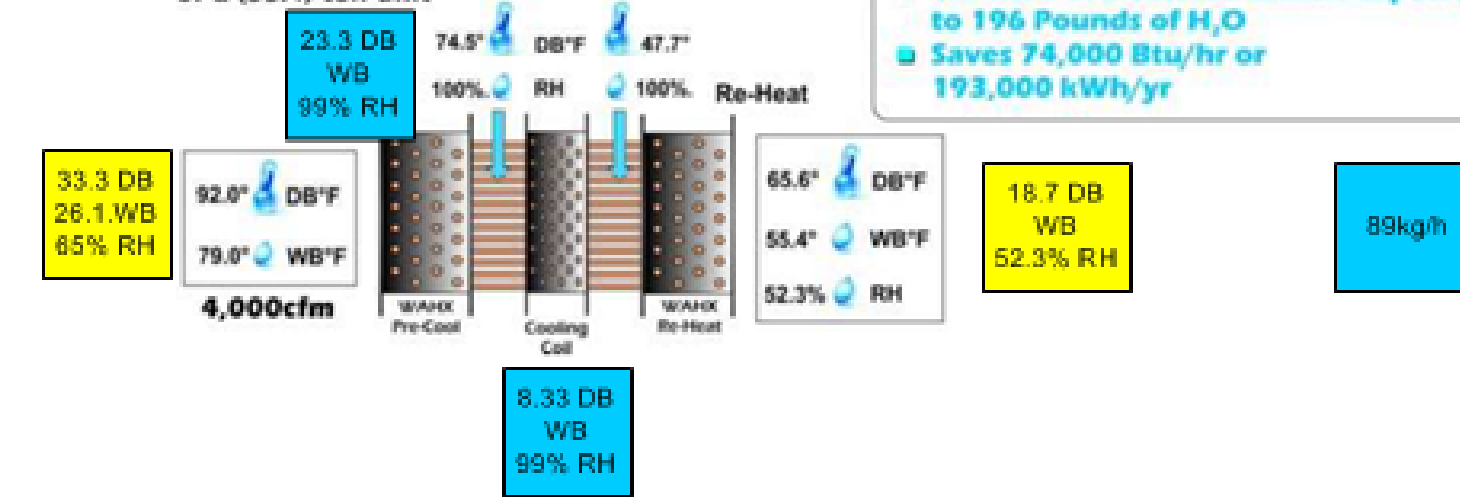 to 196 Pounds of H₂O
Saves 74,000 Btu/hr or
193,000 kWh/yr
23.3 DB
WB
99% RH
74.5° DB°F 47.7°
100%. RH 100%.
Re-Heat
33.3 DB
26.1.WB
65% RH
92.0° DB°F
79.0° WB°F
4,000cfm
WAHX
Pre-Cool
Cooling
Coil
WAHX
Re-Heat
65.6° DB°F
55.4° WB°F
52.3% RH
18.7 DB
WB
52.3% RH
89kg/h
8.33 DB
WB
99% RH